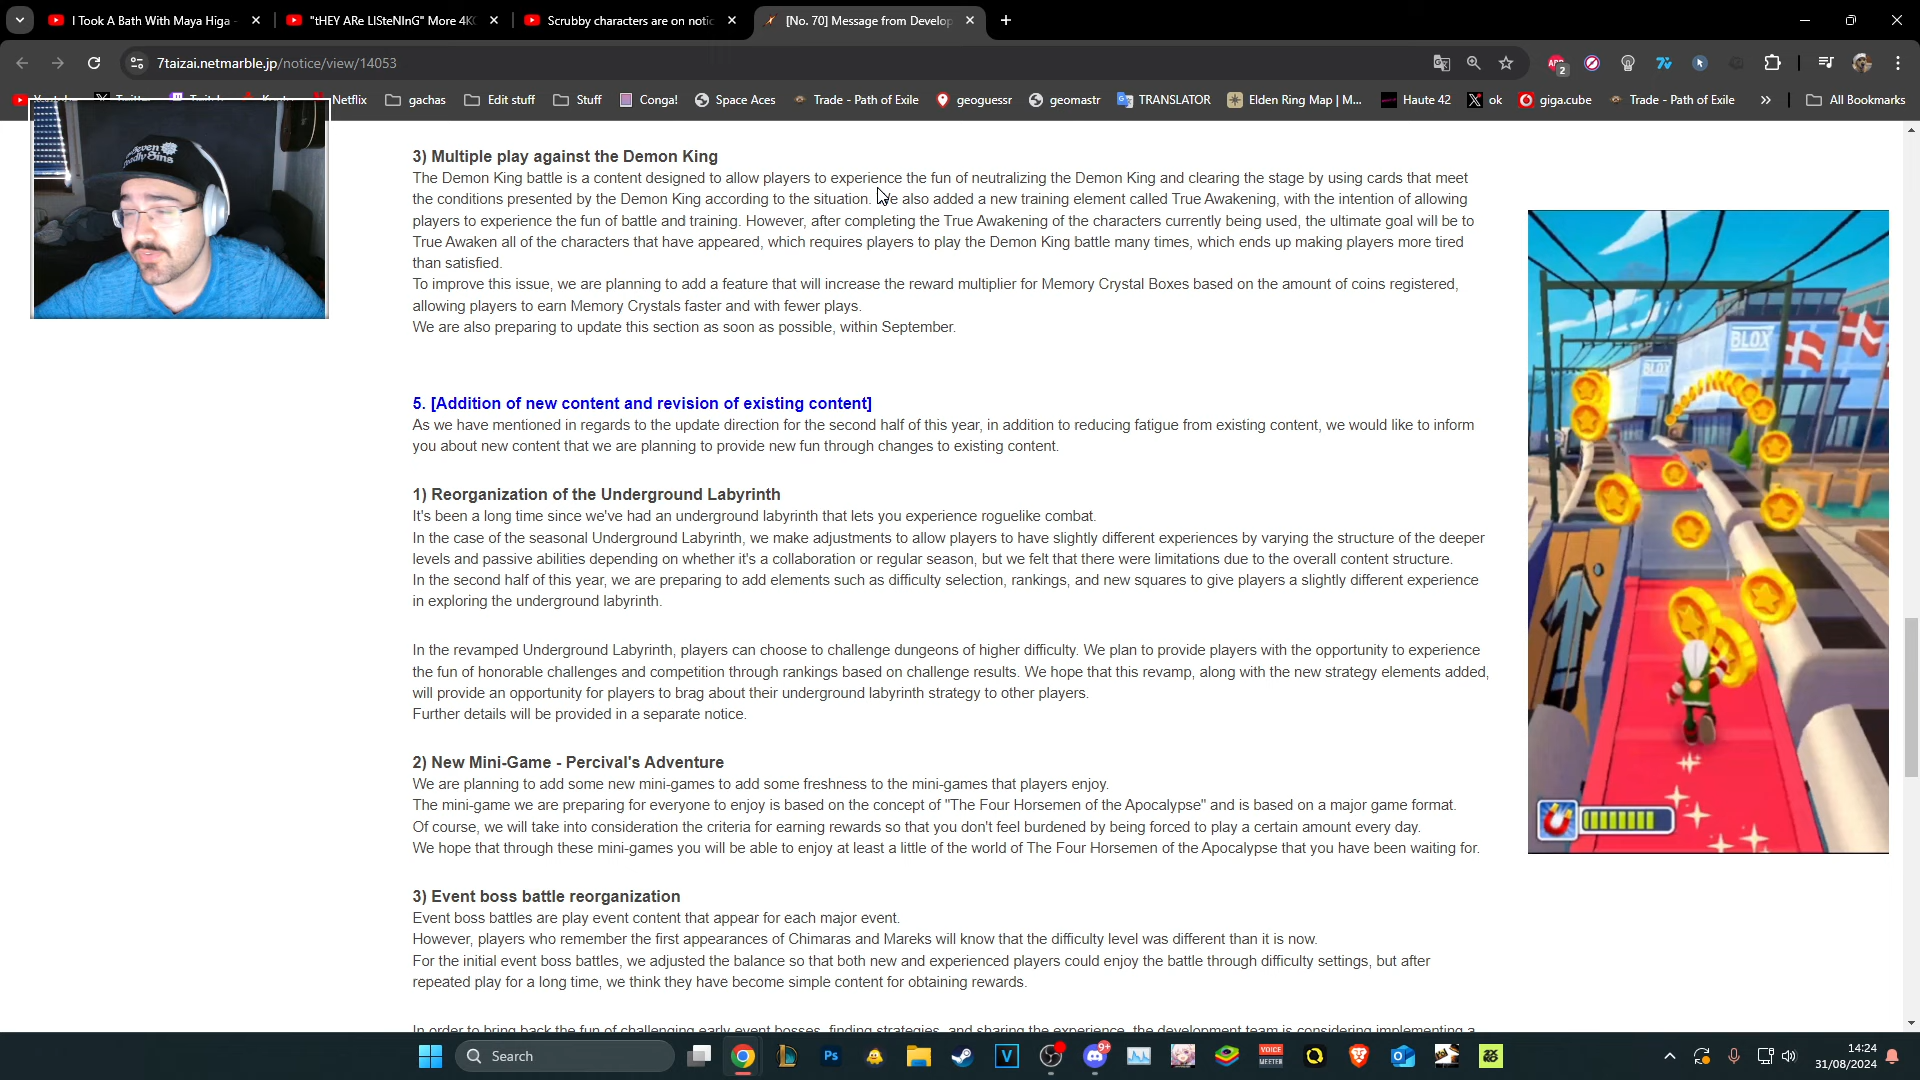 I Took A Bath With Maya Higa -
"tHEY ARe LISteNInG" More 4K
Scrubby characters are on notic
[No. 70] Message from Develop
7taizai.netmarble.jp/notice/view/14053
Netflix
gachas
Edit stuff
Stuff
Conga!
Space Aces
Trade - Path of Exile
geoguessr
geomastr
TRANSLATOR
Elden Ring Map | M...
Haute 42
ok
giga.cube
Trade - Path of Exile
All Bookmarks
3) Multiple play against the Demon King
The Demon King battle is a content designed to allow players to experience the fun of neutralizing the Demon King and clearing the stage by using cards that meet
the conditions presented by the Demon King according to the situation. We also added a new training element called True Awakening, with the intention of allowing
players to experience the fun of battle and training. However, after completing the True Awakening of the characters currently being used, the ultimate goal will be to
True Awaken all of the characters that have appeared, which requires players to play the Demon King battle many times, which ends up making players more tired
than satisfied.
To improve this issue, we are planning to add a feature that will increase the reward multiplier for Memory Crystal Boxes based on the amount of coins registered,
allowing players to earn Memory Crystals faster and with fewer plays.
We are also preparing to update this section as soon as possible, within September.
5. [Addition of new content and revision of existing content]
As we have mentioned in regards to the update direction for the second half of this year, in addition to reducing fatigue from existing content, we would like to inform
you about new content that we are planning to provide new fun through changes to existing content.
1) Reorganization of the Underground Labyrinth
It's been a long time since we've had an underground labyrinth that lets you experience roguelike combat.
In the case of the seasonal Underground Labyrinth, we make adjustments to allow players to have slightly different experiences by varying the structure of the deeper
levels and passive abilities depending on whether it's a collaboration or regular season, but we felt that there were limitations due to the overall content structure.
In the second half of this year, we are preparing to add elements such as difficulty selection, rankings, and new squares to give players a slightly different experience
in exploring the underground labyrinth.
In the revamped Underground Labyrinth, players can choose to challenge dungeons of higher difficulty. We plan to provide players with the opportunity to experience
the fun of honorable challenges and competition through rankings based on challenge results. We hope that this revamp, along with the new strategy elements added,
will provide an opportunity for players to brag about their underground labyrinth strategy to other players.
Further details will be provided in a separate notice.
2) New Mini-Game - Percival's Adventure
We are planning to add some new mini-games to add some freshness to the mini-games that players enjoy.
The mini-game we are preparing for everyone to enjoy is based on the concept of "The Four Horsemen of the Apocalypse" and is based on a major game format.
Of course, we will take into consideration the criteria for earning rewards so that you don't feel burdened by being forced to play a certain amount every day.
We hope that through these mini-games you will be able to enjoy at least a little of the world of The Four Horsemen of the Apocalypse that you have been waiting for.
3) Event boss battle reorganization
Event boss battles are play event content that appear for each major event.
However, players who remember the first appearances of Chimaras and Mareks will know that the difficulty level was different than it is now.
For the initial event boss battles, we adjusted the balance so that both new and experienced players could enjoy the battle through difficulty settings, but after
repeated play for a long time, we think they have become simple content for obtaining rewards.
In order to bring back the fun of challenging early event bosses, finding strategies, and sharing the experience, the development team is considering implementing a
BLOX
BLOX
Search
14:24
31/08/2024